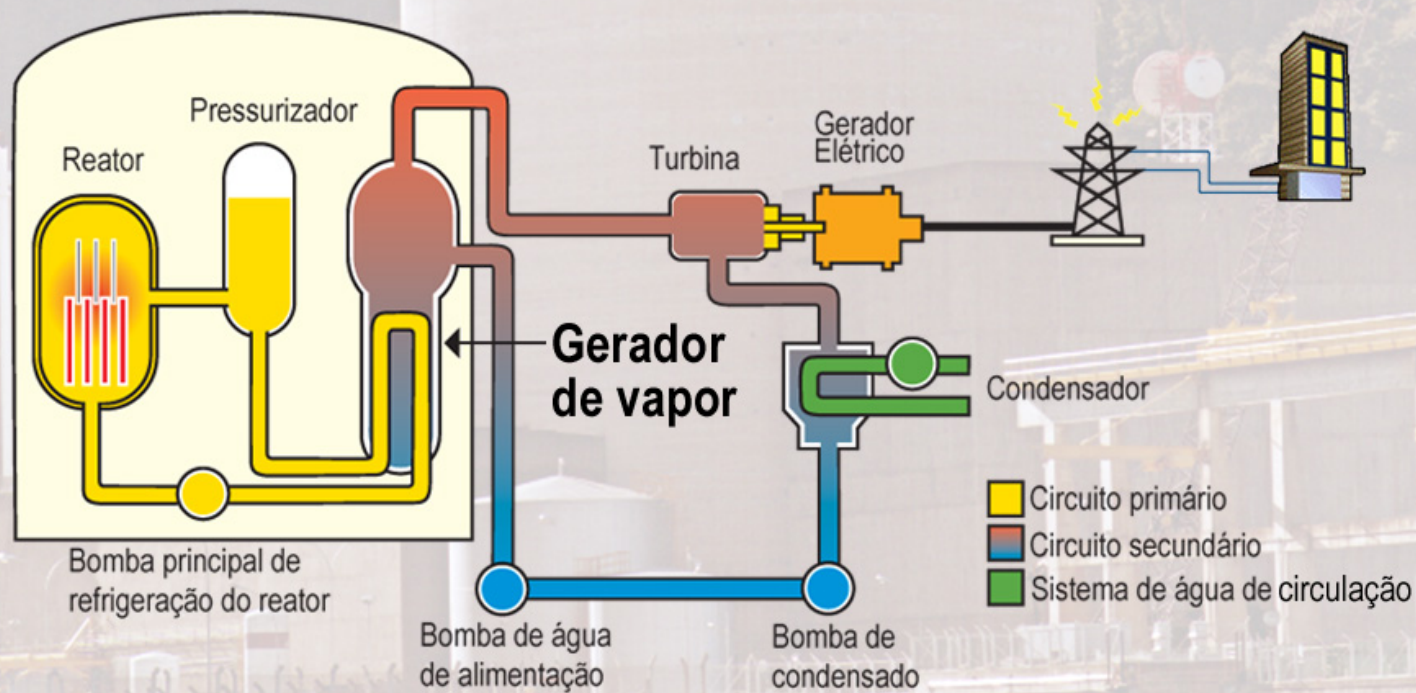 Pressurizador
Reator
Turbina
Gerador
Elétrico
Gerador
de vapor
Condensador
Circuito primário
Circuito secundário
Sistema de água de circulação
Bomba principal de
refrigeração do reator
Bomba de água
de alimentação
Bomba de
condensado